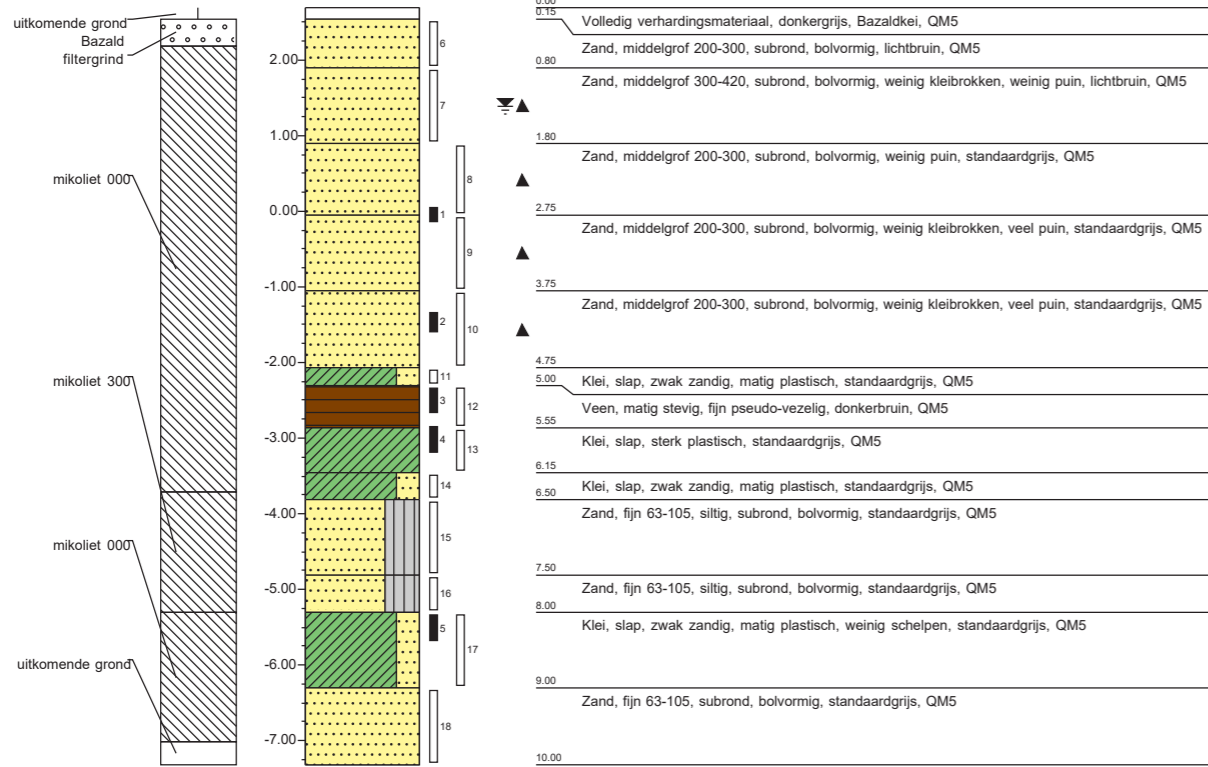 uitkomende grond
Bazald
filtergrind
mikoliet 000
mikoliet 300
mikoliet 000
uitkomende grond
2.00
1.00
0.00
-1.00
-2.00
-3.00
-4.00
-5.00
-6.00
-7.00
6
7
8
1
9
2
10
11
3
12
4
13
14
15
16
5
17
18
0.00
0.15
Volledig verhardingsmateriaal, donkergrijs, Bazaldkei, QM5
Zand, middelgrof 200-300, subrond, bolvormig, lichtbruin, QM5
0.80
Zand, middelgrof 300-420, subrond, bolvormig, weinig kleibrokken, weinig puin, lichtbruin, QM5
1.80
Zand, middelgrof 200-300, subrond, bolvormig, weinig puin, standaardgrijs, QM5
2.75
Zand, middelgrof 200-300, subrond, bolvormig, weinig kleibrokken, veel puin, standaardgrijs, QM5
3.75
Zand, middelgrof 200-300, subrond, bolvormig, weinig kleibrokken, veel puin, standaardgrijs, QM5
4.75
Klei, slap, zwak zandig, matig plastisch, standaardgrijs, QM5
5.00
Veen, matig stevig, fijn pseudo-vezelig, donkerbruin, QM5
5.55
Klei, slap, sterk plastisch, standaardgrijs, QM5
6.15
Klei, slap, zwak zandig, matig plastisch, standaardgrijs, QM5
6.50
Zand, fijn 63-105, siltig, subrond, bolvormig, standaardgrijs, QM5
7.50
Zand, fijn 63-105, siltig, subrond, bolvormig, standaardgrijs, QM5
8.00
Klei, slap, zwak zandig, matig plastisch, weinig schelpen, standaardgrijs, QM5
9.00
Zand, fijn 63-105, subrond, bolvormig, standaardgrijs, QM5
10.00